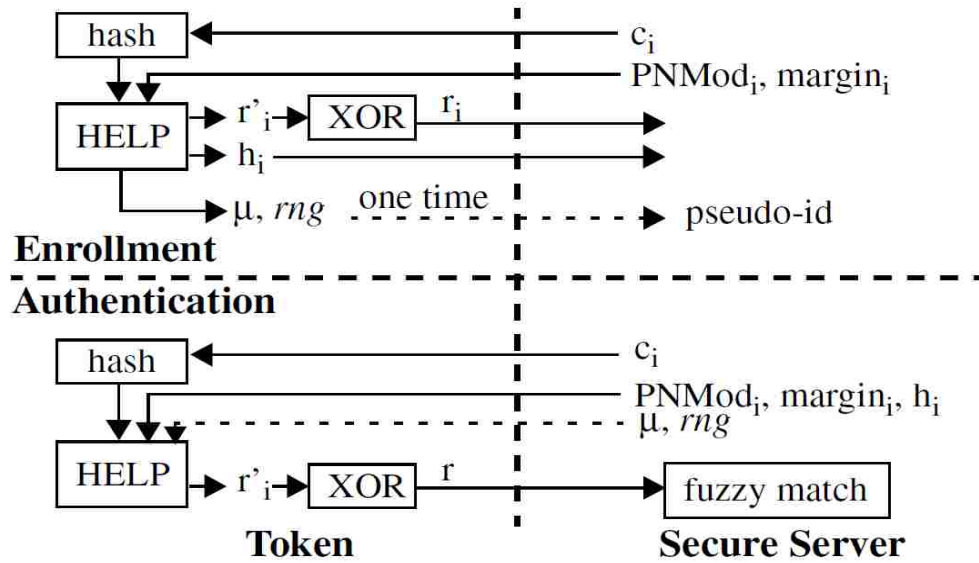 hash
c_i
PNMod_i, margin_i
HELP
r'_i
XOR
r_i
h_i
μ, rng
one time
pseudo-id
Enrollment
Authentication
hash
c_i
PNMod_i, margin_i, h_i
μ, rng
HELP
r'_i
XOR
r
fuzzy match
Token
Secure Server